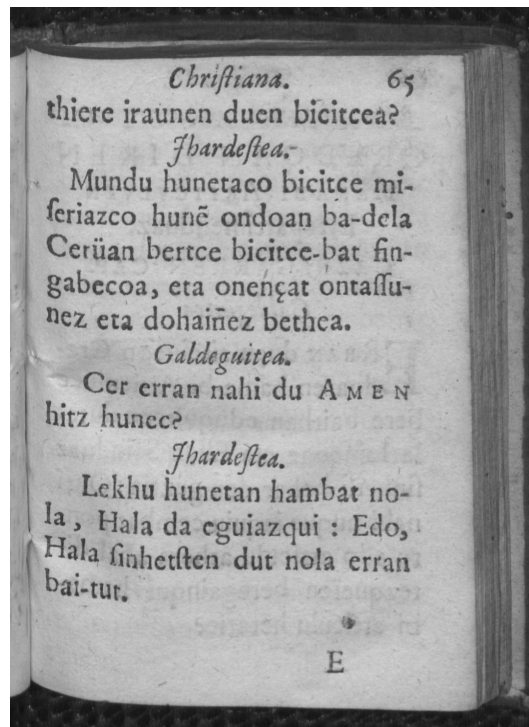 Chriſtiana. 65
thiere iraunen duen bicitcea?
Jhardeſtea.
Mundu hunetaco bicitce mi-
ſeriazco hunẽ ondoan ba-dela
Cerüan bertce bicitce-bat fin-
gabecoa, eta onençat ontaſſu-
nez eta dohaiñez bethea.
Galdeguitea.
Cer erran nahi du AMEN
hitz hunec?
Jhardeſtea.
Lekhu hunetan hambat no-
la, Hala da eguiazqui : Edo,
Hala ſinhetſten dut nola erran
bai-tut.
E